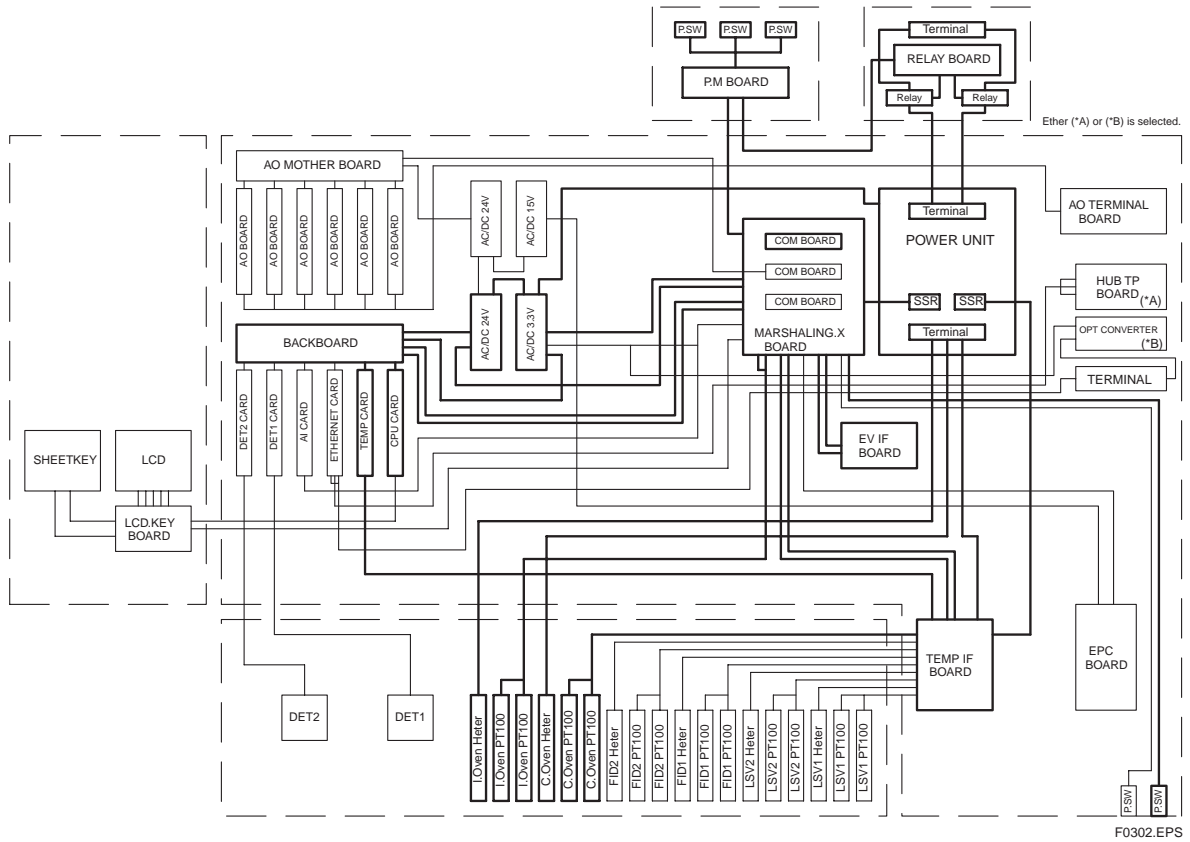 P.SW P.SW P.SW
P.M BOARD
Terminal
RELAY BOARD
Relay Relay
Ether (*A) or (*B) is selected.
AO MOTHER BOARD
AO BOARD
AO BOARD
AO BOARD
AO BOARD
AO BOARD
AO BOARD
AC/DC 24V
AC/DC 15V
AC/DC 24V
AC/DC 3.3V
BACKBOARD
DET2 CARD
DET1 CARD
AI CARD
ETHERNET CARD
TEMP CARD
CPU CARD
COM BOARD
COM BOARD
COM BOARD
MARSHALING.X
BOARD
Terminal
POWER UNIT
SSR SSR
Terminal
AO TERMINAL
BOARD
HUB TP
BOARD
(*A)
OPT CONVERTER
(*B)
TERMINAL
EV IF
BOARD
SHEETKEY
LCD
LCD.KEY
BOARD
TEMP IF
BOARD
EPC
BOARD
DET2
DET1
I.Oven Heter
I.Oven PT100
I.Oven PT100
C.Oven Heter
C.Oven PT100
C.Oven PT100
FID2 Heter
FID2 PT100
FID2 PT100
FID1 Heter
FID1 PT100
FID1 PT100
LSV2 Heter
LSV2 PT100
LSV2 PT100
LSV1 Heter
LSV1 PT100
LSV1 PT100
P.SW
P.SW
F0302.EPS